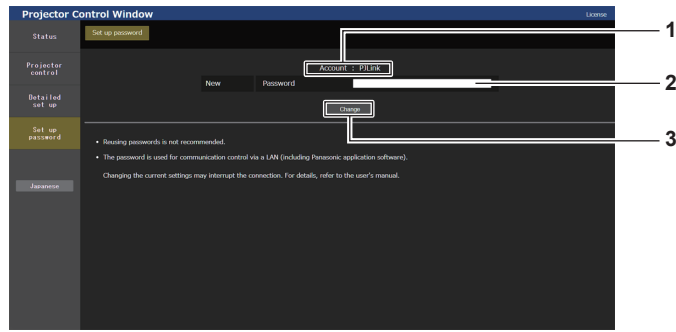 Projector Control Window
License
Status
Set up password
1
Projector
control
Account : PJLink
New Password
2
Detailed
set up
Change
Set up
password
3
• Reusing passwords is not recommended.
• The password is used for communication control via a LAN (including Panasonic application software).
Changing the current settings may interrupt the connection. For details, refer to the user's manual.
Japanese